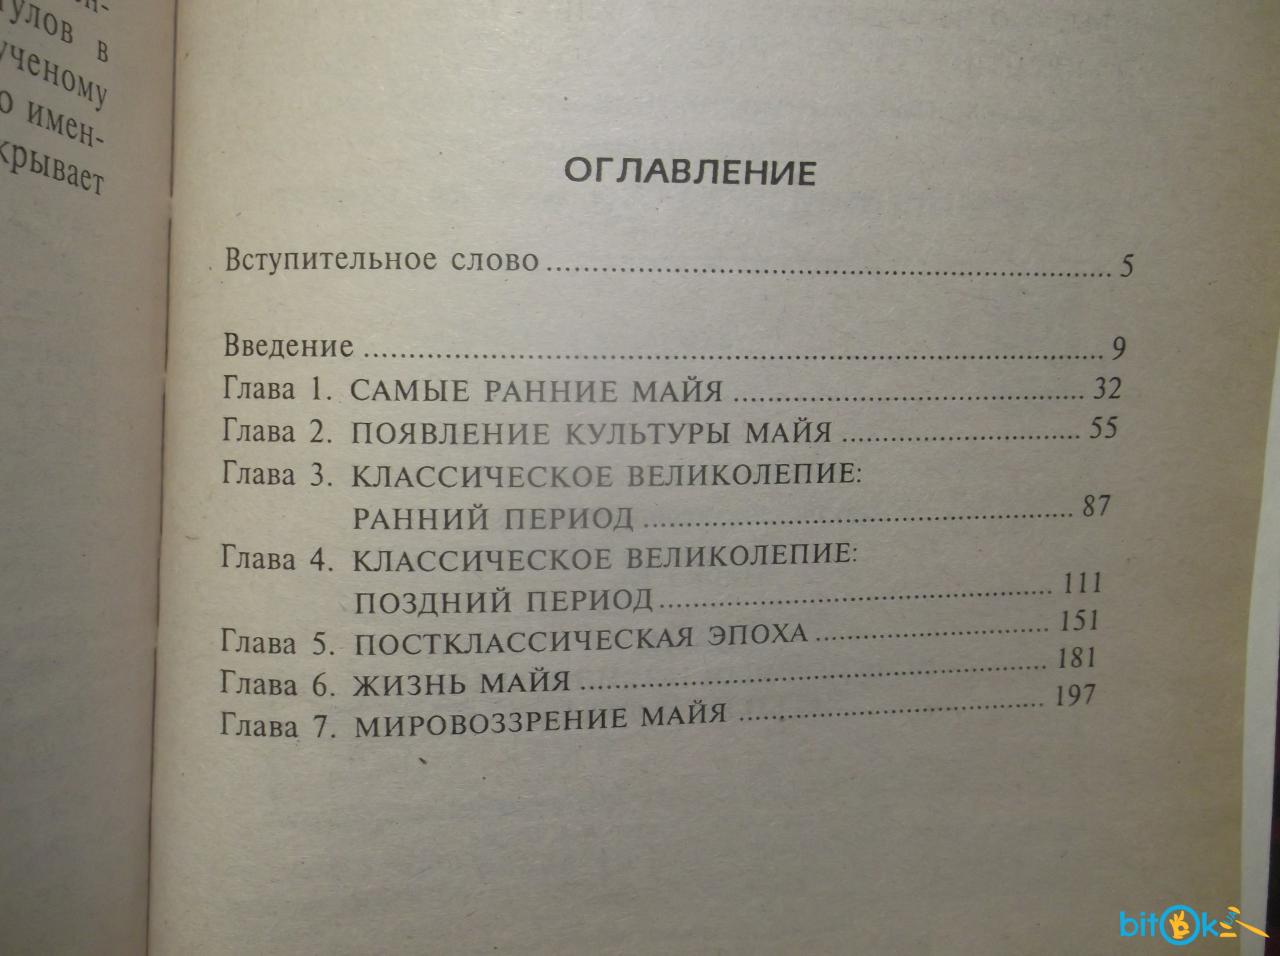 тулов в
ученому
о имен-
крывает
ОГЛАВЛЕНИЕ
Вступительное слово.......................................................... 5
Введение .............................................................................. 9
Глава 1. САМЫЕ РАННИЕ МАЙЯ ..................................... 32
Глава 2. ПОЯВЛЕНИЕ КУЛЬТУРЫ МАЙЯ ......................... 55
Глава 3. КЛАССИЧЕСКОЕ ВЕЛИКОЛЕПИЕ:
РАННИЙ ПЕРИОД .............................................. 87
Глава 4. КЛАССИЧЕСКОЕ ВЕЛИКОЛЕПИЕ:
ПОЗДНИЙ ПЕРИОД............................................ 111
Глава 5. ПОСТКЛАССИЧЕСКАЯ ЭПОХА ......................... 151
Глава 6. ЖИЗНЬ МАЙЯ .................................................. 181
Глава 7. МИРОВОЗЗРЕНИЕ МАЙЯ ................................. 197
bitOk